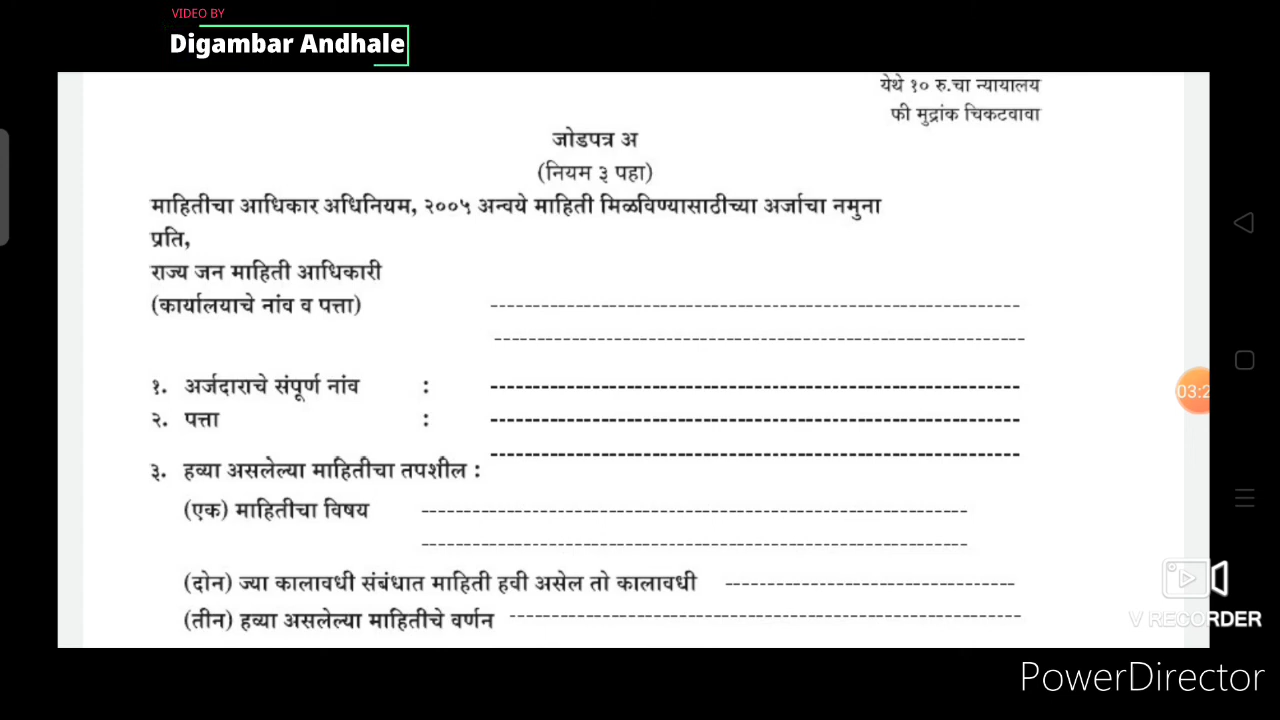 VIDEO BY
Digambar Andhale
येथे १० रु.चा न्यायालय
फी मुद्रांक चिकटवावा
जोडपत्र अ
(नियम ३ पहा)
माहितीचा आधिकार अधिनियम, २००५ अन्वये माहिती मिळविण्यासाठीच्या अर्जाचा नमुना
प्रति,
राज्य जन माहिती आधिकारी
(कार्यालयाचे नांव व पत्ता)
१. अर्जदाराचे संपूर्ण नांव :
२. पत्ता :
३. हव्या असलेल्या माहितीचा तपशील :
(एक) माहितीचा विषय
(दोन) ज्या कालावधी संबंधात माहिती हवी असेल तो कालावधी
(तीन) हव्या असलेल्या माहितीचे वर्णन
03:2
V RECORDER
PowerDirector